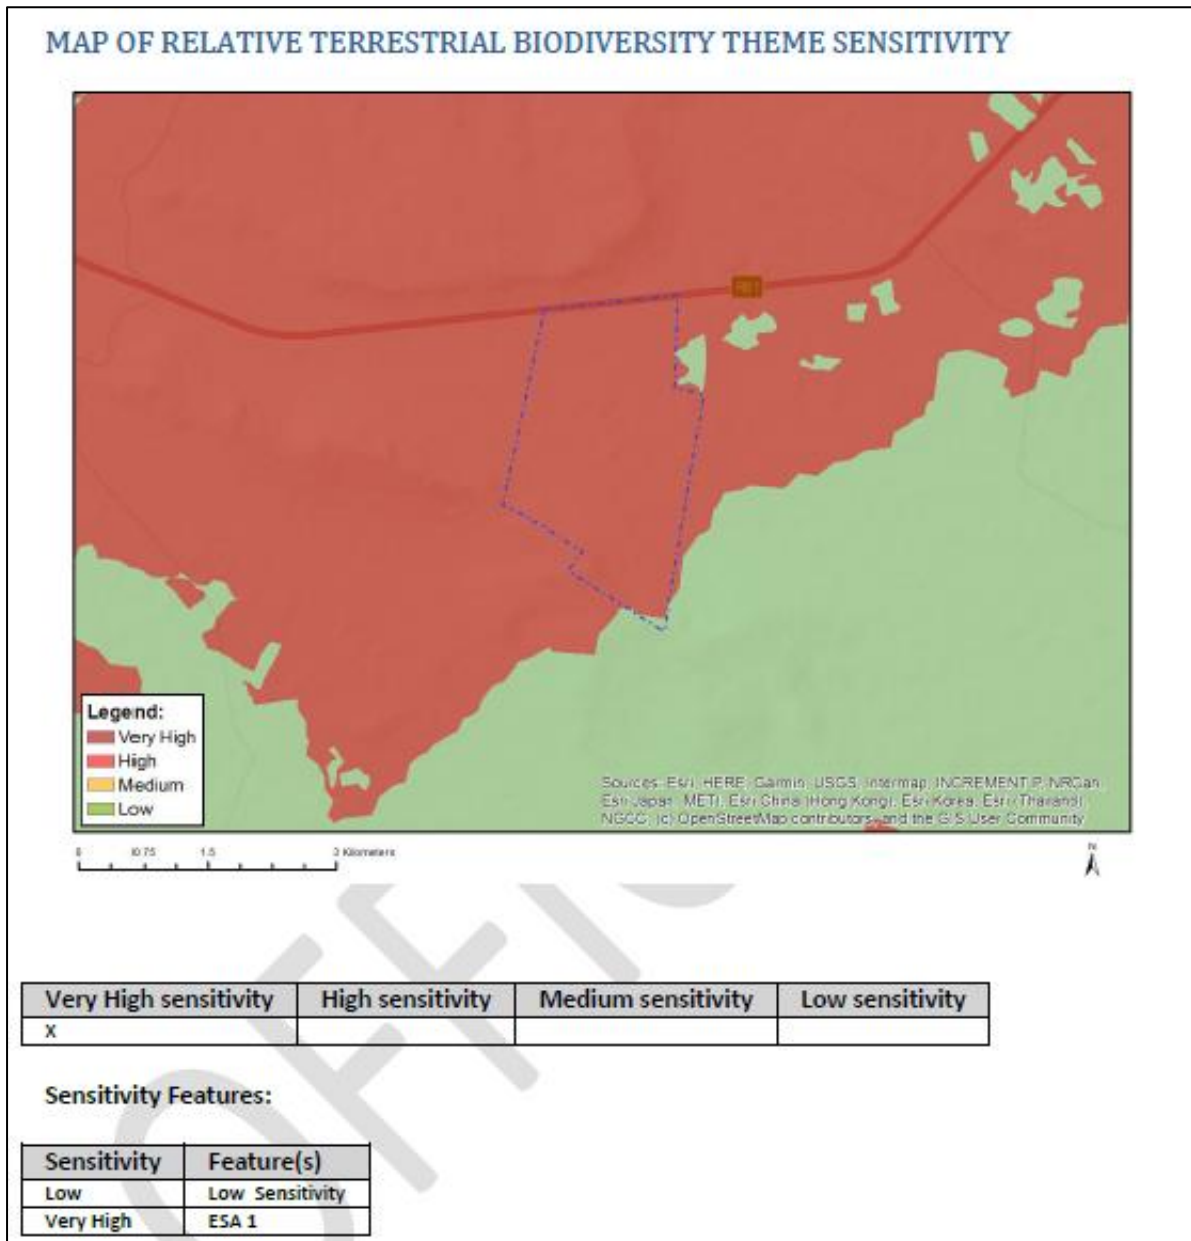 MAP OF RELATIVE TERRESTRIAL BIODIVERSITY THEME SENSITIVITY
Legend:
Very High
High
Medium
Low
Sources: Esri, HERE, Garmin, USGS, Intermap, INCREMENT P, NRCan,
Esri Japan, METI, Esri China (Hong Kong), Esri Korea, Esri (Thailand),
NGCC, (c) OpenStreetMap contributors, and the GIS User Community
0 0.75 1.5 3 Kilometers
N
Very High sensitivity High sensitivity Medium sensitivity Low sensitivity
X
Sensitivity Features:
Sensitivity Feature(s)
Low Low Sensitivity
Very High ESA 1